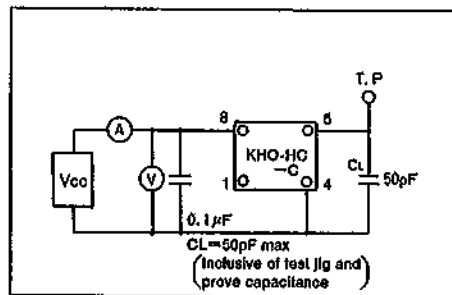 T.P
A
8
5
KHO-HC
-C
Vcc
V
1
4
CL
50pF
0.1μF
CL=50pF max
(Inclusive of test jig and
prove capacitance)